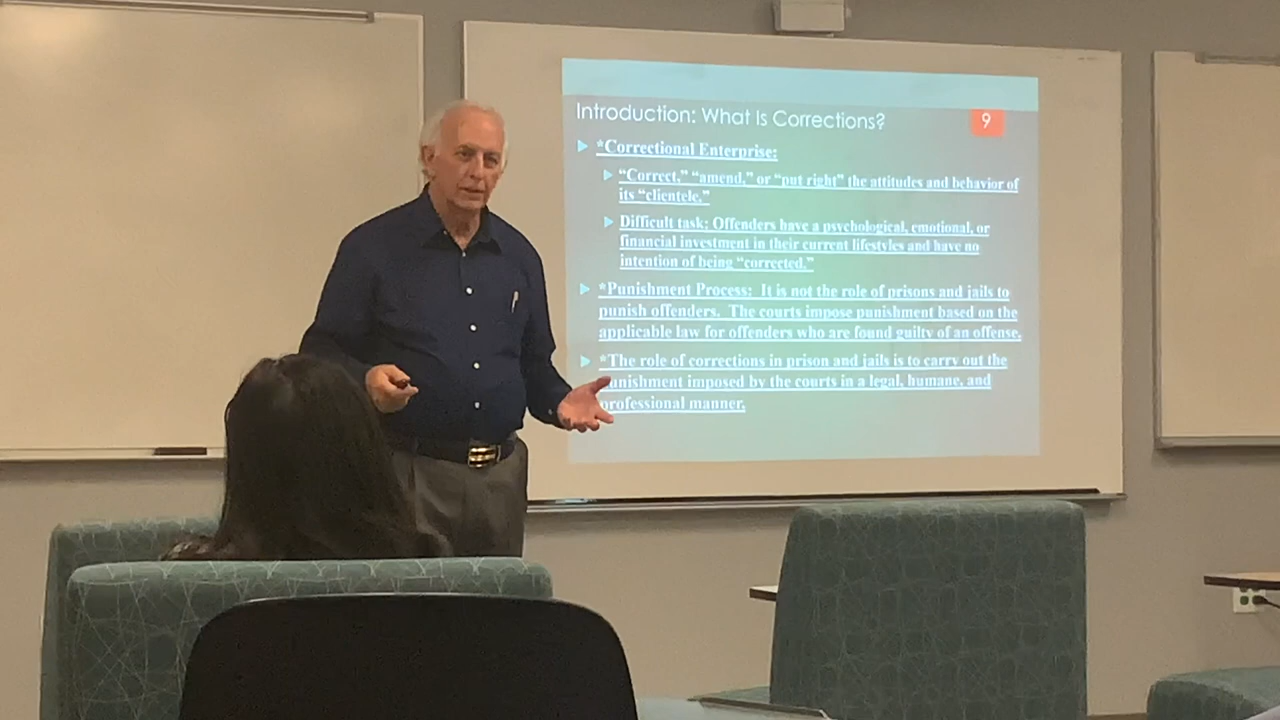 Introduction: What Is Corrections?
9
*Correctional Enterprise:
"Correct," "amend," or "put right" the attitudes and behavior of
its "clientele."
Difficult task: Offenders have a psychological, emotional, or
financial investment in their current lifestyles and have no
intention of being "corrected."
*Punishment Process:  It is not the role of prisons and jails to
punish offenders.  The courts impose punishment based on the
applicable law for offenders who are found guilty of an offense.
*The role of corrections in prison and jails is to carry out the
punishment imposed by the courts in a legal, humane, and
professional manner.